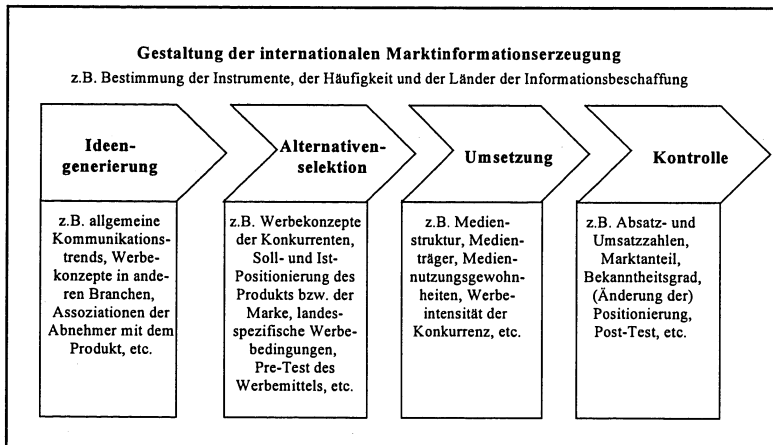 Gestaltung der internationalen Marktinformationserzeugung
z.B. Bestimmung der Instrumente, der Häufigkeit und der Länder der Informationsbeschaffung
Ideen-
generierung
z.B. allgemeine
Kommunikations-
trends, Werbe-
konzepte in ande-
ren Branchen,
Assoziationen der
Abnehmer mit dem
Produkt, etc.
Alternativen-
selektion
z.B. Werbekonzepte
der Konkurrenten,
Soll- und Ist-
Positionierung des
Produkts bzw. der
Marke, landes-
spezifische Werbe-
bedingungen,
Pre-Test des
Werbemittels, etc.
Umsetzung
z.B. Medien-
struktur, Medien-
träger, Medien-
nutzungsgewohn-
heiten, Werbe-
intensität der
Konkurrenz, etc.
Kontrolle
z.B. Absatz- und
Umsatzzahlen,
Marktanteil,
Bekanntheitsgrad,
(Änderung der)
Positionierung,
Post-Test, etc.